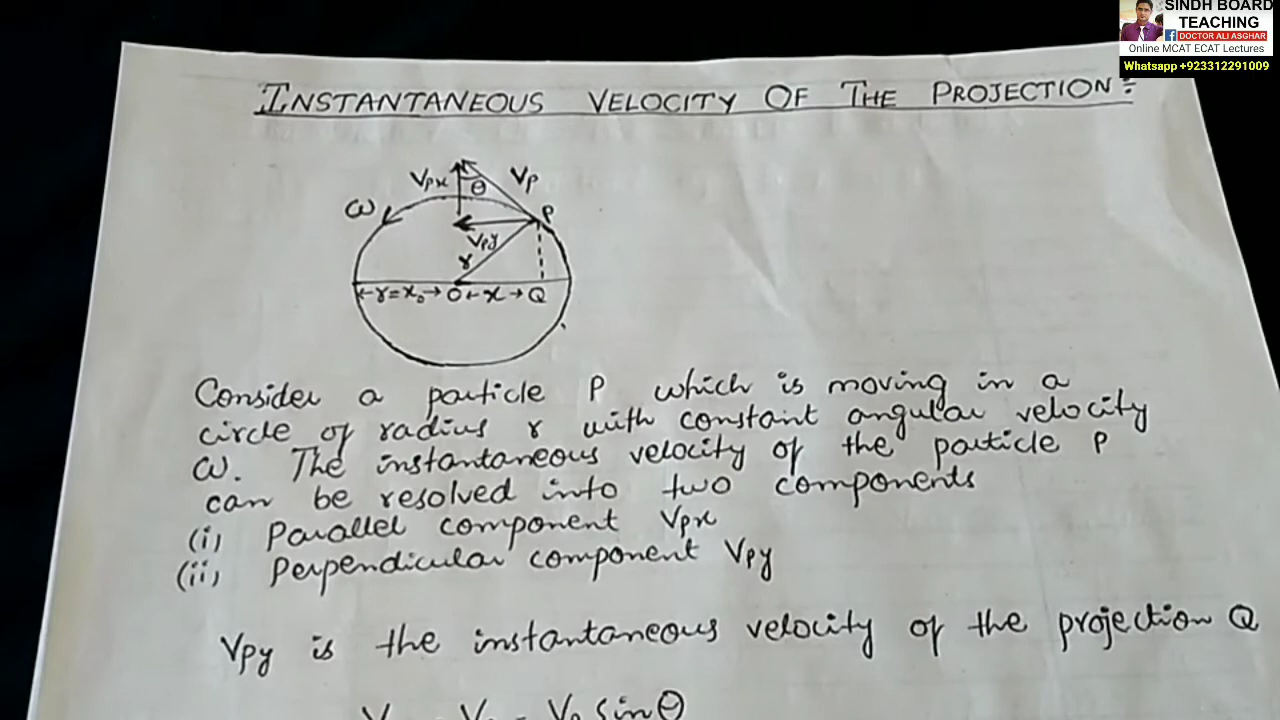 SINDH BOARD
TEACHING
DOCTOR ALI ASGHAR
Online MCAT ECAT Lectures
Whatsapp +923312291009
INSTANTANEOUS VELOCITY OF THE PROJECTION:-
Vpx θ Vp
ω P
Vpy
r
r=x₀ O x Q
Consider a particle P which is moving in a
circle of radius r with constant angular velocity
ω. The instantaneous velocity of the particle P
can be resolved into two components
(i) Parallel component Vpx
(ii) Perpendicular component Vpy
Vpy is the instantaneous velocity of the projection Q
Vp sinθ